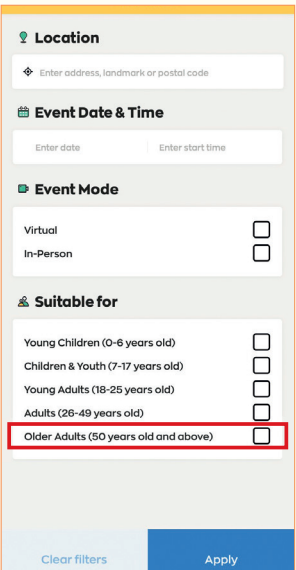 Location
Enter address, landmark or postal code
Event Date & Time
Enter date Enter start time
Event Mode
Virtual
In-Person
Suitable for
Young Children (0-6 years old)
Children & Youth (7-17 years old)
Young Adults (18-25 years old)
Adults (26-49 years old)
Older Adults (50 years old and above)
Clear filters Apply